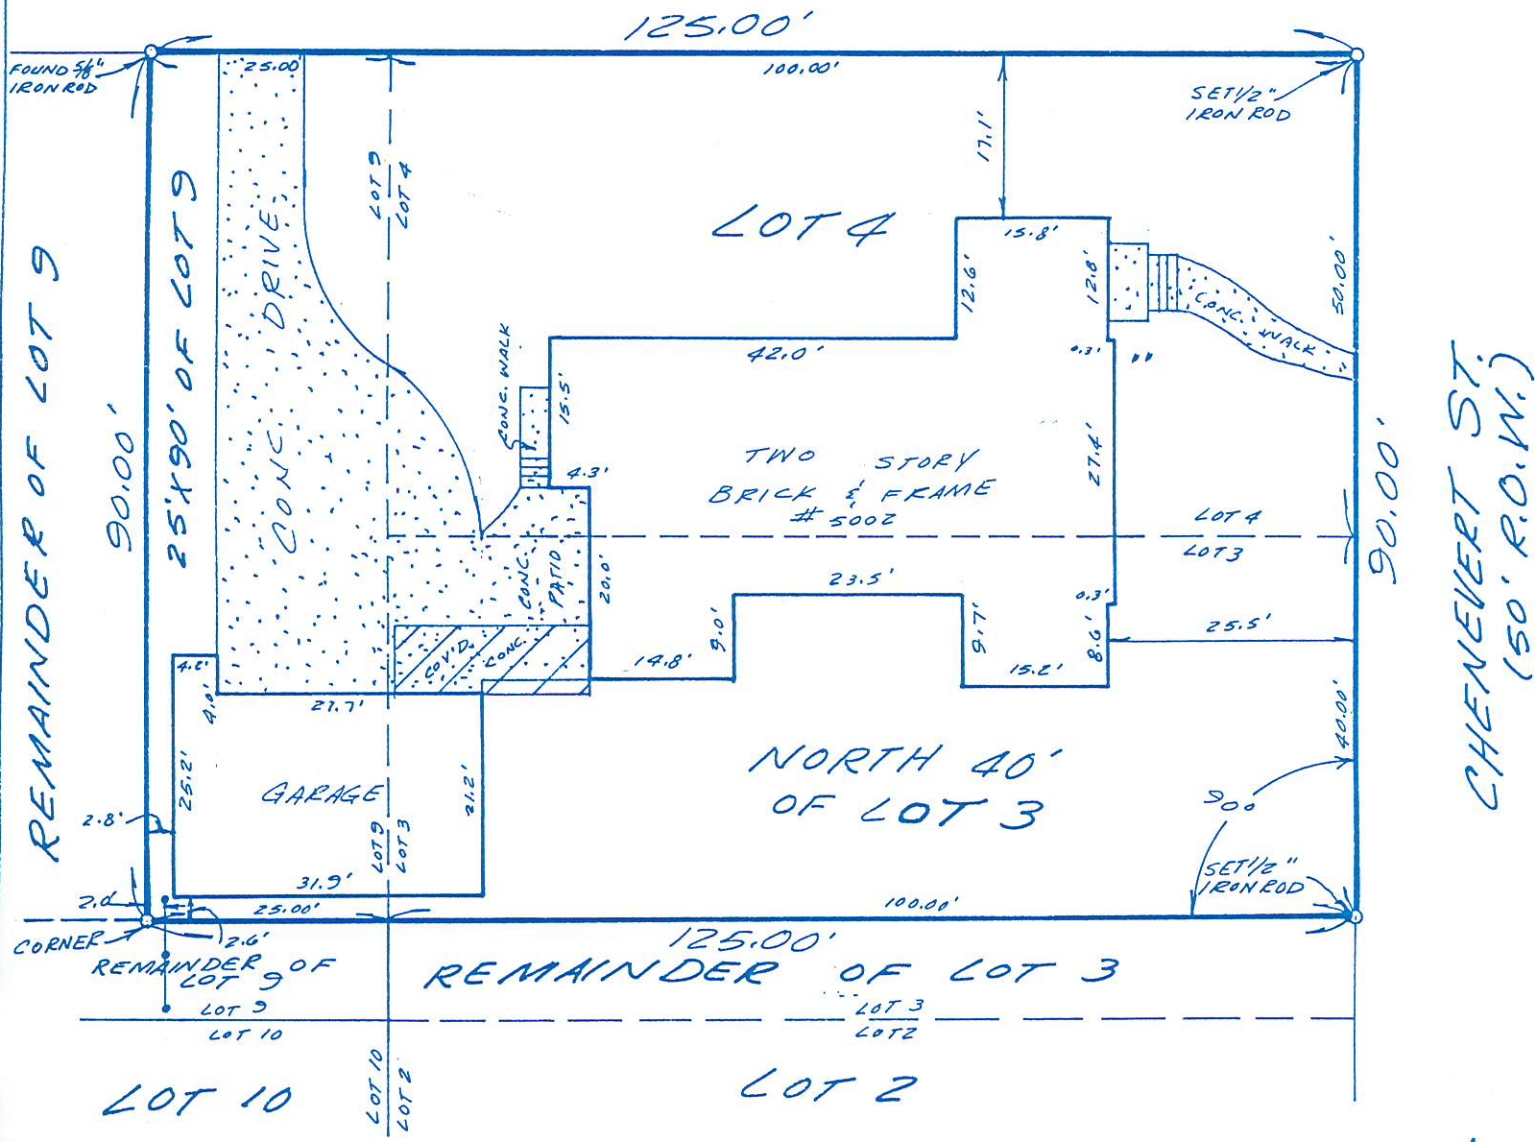 125.00'
FOUND 5/8"
IRON ROD
25.00'
100.00'
SET 1/2"
IRON ROD
17.1'
LOT 9
LOT 4
LOT 4
15.8'
12.6'
12.8'
50.00'
CONC. WALK
REMAINDER OF LOT 9
90.00'
25' X 90' OF LOT 9
CONC. DRIVE
CONC. WALK
42.0'
0.3'
15.5'
4.3'
TWO STORY
BRICK & FRAME
# 5002
27.4'
LOT 4
LOT 3
90.00'
CHENEVERT ST.
(50' R.O.W.)
CONC.
PATIO
20.0'
23.5'
0.3'
9.0'
9.7'
8.6'
25.5'
COV'D.
CONC.
14.8'
15.2'
4.2'
4.0'
27.7'
25.2'
GARAGE
21.2'
NORTH 40'
OF LOT 3
40.00'
90°
2.8'
LOT 9
LOT 3
31.9'
SET 1/2"
IRON ROD
2.0'
25.00'
100.00'
CORNER
2.6'
125.00'
REMAINDER OF
LOT 9
REMAINDER OF LOT 3
LOT 9
LOT 10
LOT 3
LOT 2
LOT 10
LOT 10
LOT 2
LOT 2